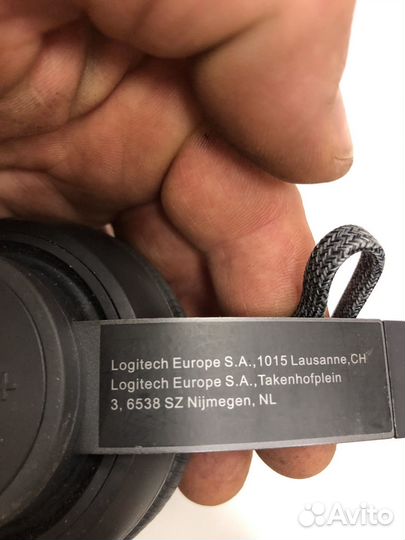 Logitech Europe S.A.,1015 Lausanne,CH
Logitech Europe S.A.,Takenhofplein
3, 6538 SZ Nijmegen, NL
+
Avito